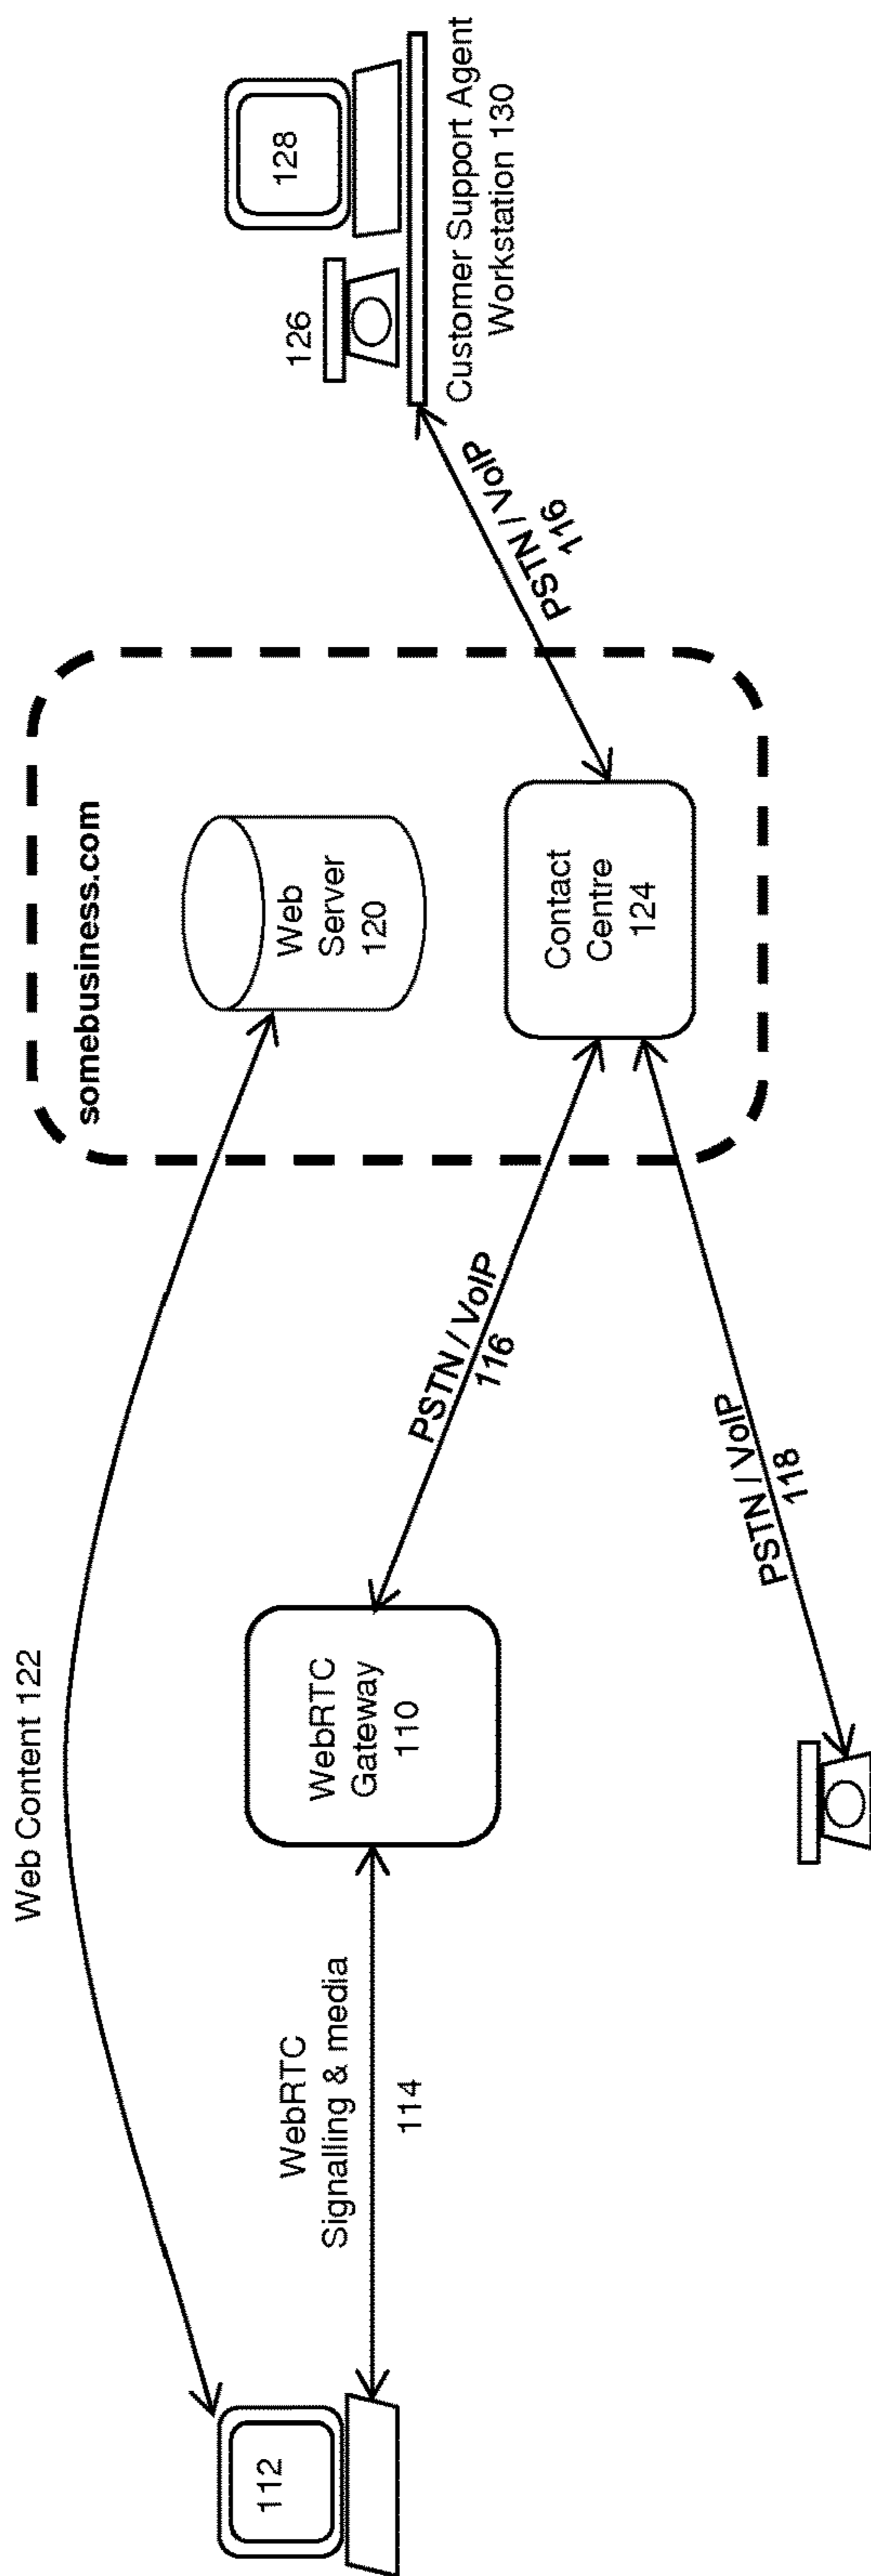 Web Content 122
somebusiness.com
112
WebRTC
Signalling & media
114
WebRTC
Gateway
110
PSTN / VoIP
116
Web
Server
120
Contact
Centre
124
PSTN / VoIP
116
126
128
Customer Support Agent
Workstation 130
PSTN / VoIP
118